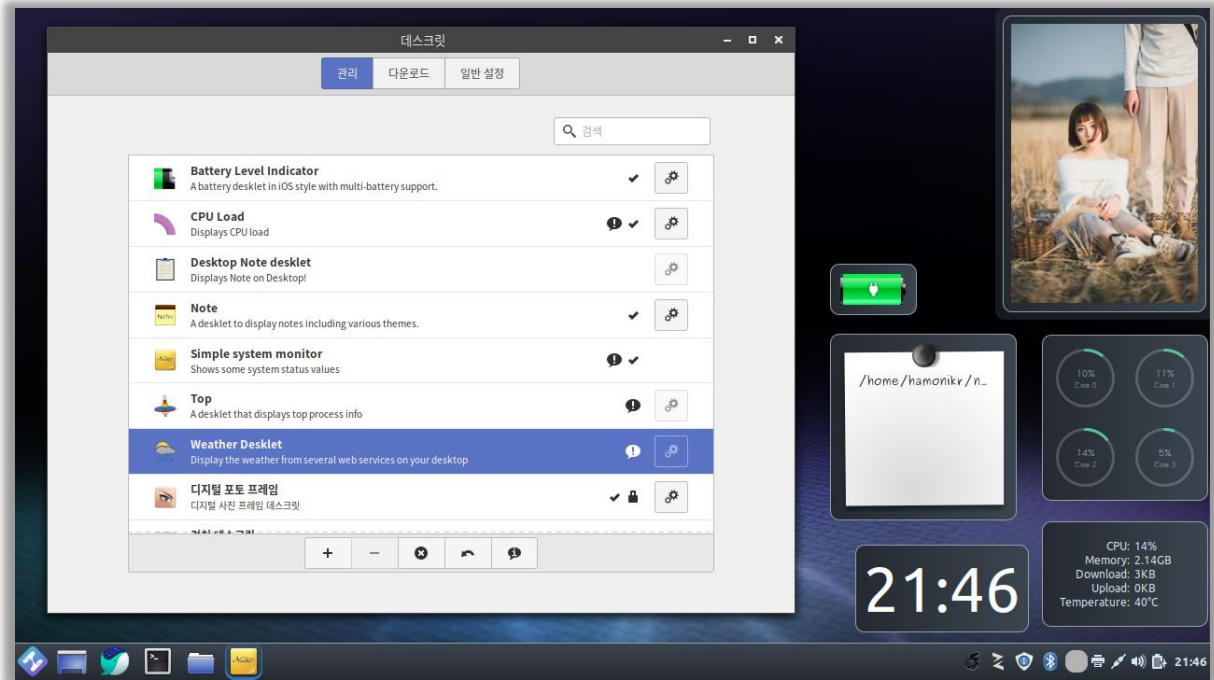 데스크릿
관리
다운로드
일반 설정
검색
Battery Level Indicator
A battery desklet in iOS style with multi-battery support.
CPU Load
Displays CPU load
Desktop Note desklet
Displays Note on Desktop!
Note
A desklet to display notes including various themes.
Simple system monitor
Shows some system status values
Top
A desklet that displays top process info
Weather Desklet
Display the weather from several web services on your desktop
디지털 포토 프레임
디지털 사진 프레임 데스크릿
/home/hamonikr/n_
10%
Core 0
11%
Core 1
14%
Core 2
5%
Core 3
21:46
CPU: 14%
Memory: 2.14GB
Download: 3KB
Upload: 0KB
Temperature: 40°C
21:46